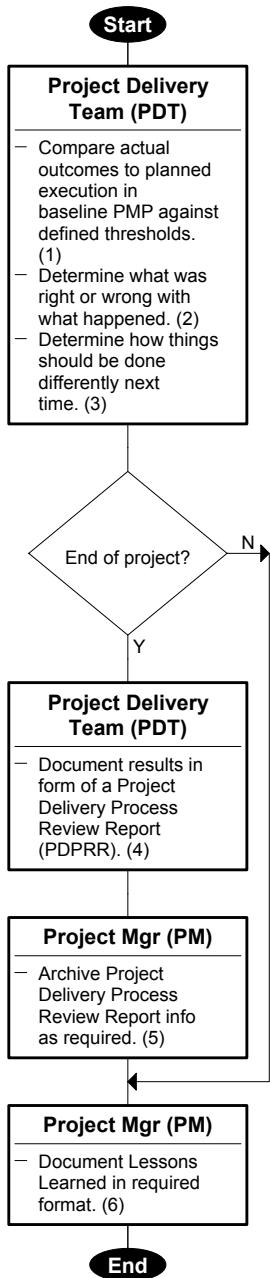 Start
Project Delivery
Team (PDT)
— Compare actual
outcomes to planned
execution in
baseline PMP against
defined thresholds.
(1)
— Determine what was
right or wrong with
what happened. (2)
— Determine how things
should be done
differently next
time. (3)
End of project?
N
Y
Project Delivery
Team (PDT)
— Document results in
form of a Project
Delivery Process
Review Report
(PDPRR). (4)
Project Mgr (PM)
— Archive Project
Delivery Process
Review Report info
as required. (5)
Project Mgr (PM)
— Document Lessons
Learned in required
format. (6)
End